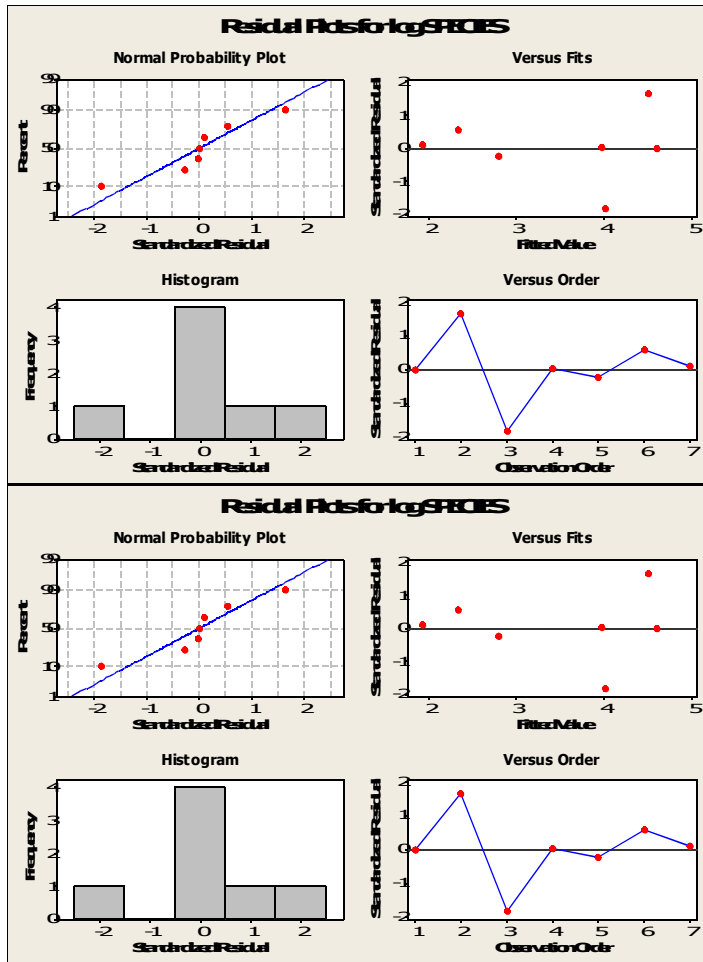 Residual Plots for logSPECIES
Normal Probability Plot
Versus Fits
99
90
50
10
1
Percent
-2 -1 0 1 2
Standardized Residual
2
1
0
-1
-2
Standardized Residual
2 3 4 5
Fitted Value
Histogram
Versus Order
4
3
2
1
0
Frequency
-2 -1 0 1 2
Standardized Residual
2
1
0
-1
-2
Standardized Residual
1 2 3 4 5 6 7
Observation Order
Residual Plots for logSPECIES
Normal Probability Plot
Versus Fits
99
90
50
10
1
Percent
-2 -1 0 1 2
Standardized Residual
2
1
0
-1
-2
Standardized Residual
2 3 4 5
Fitted Value
Histogram
Versus Order
4
3
2
1
0
Frequency
-2 -1 0 1 2
Standardized Residual
2
1
0
-1
-2
Standardized Residual
1 2 3 4 5 6 7
Observation Order